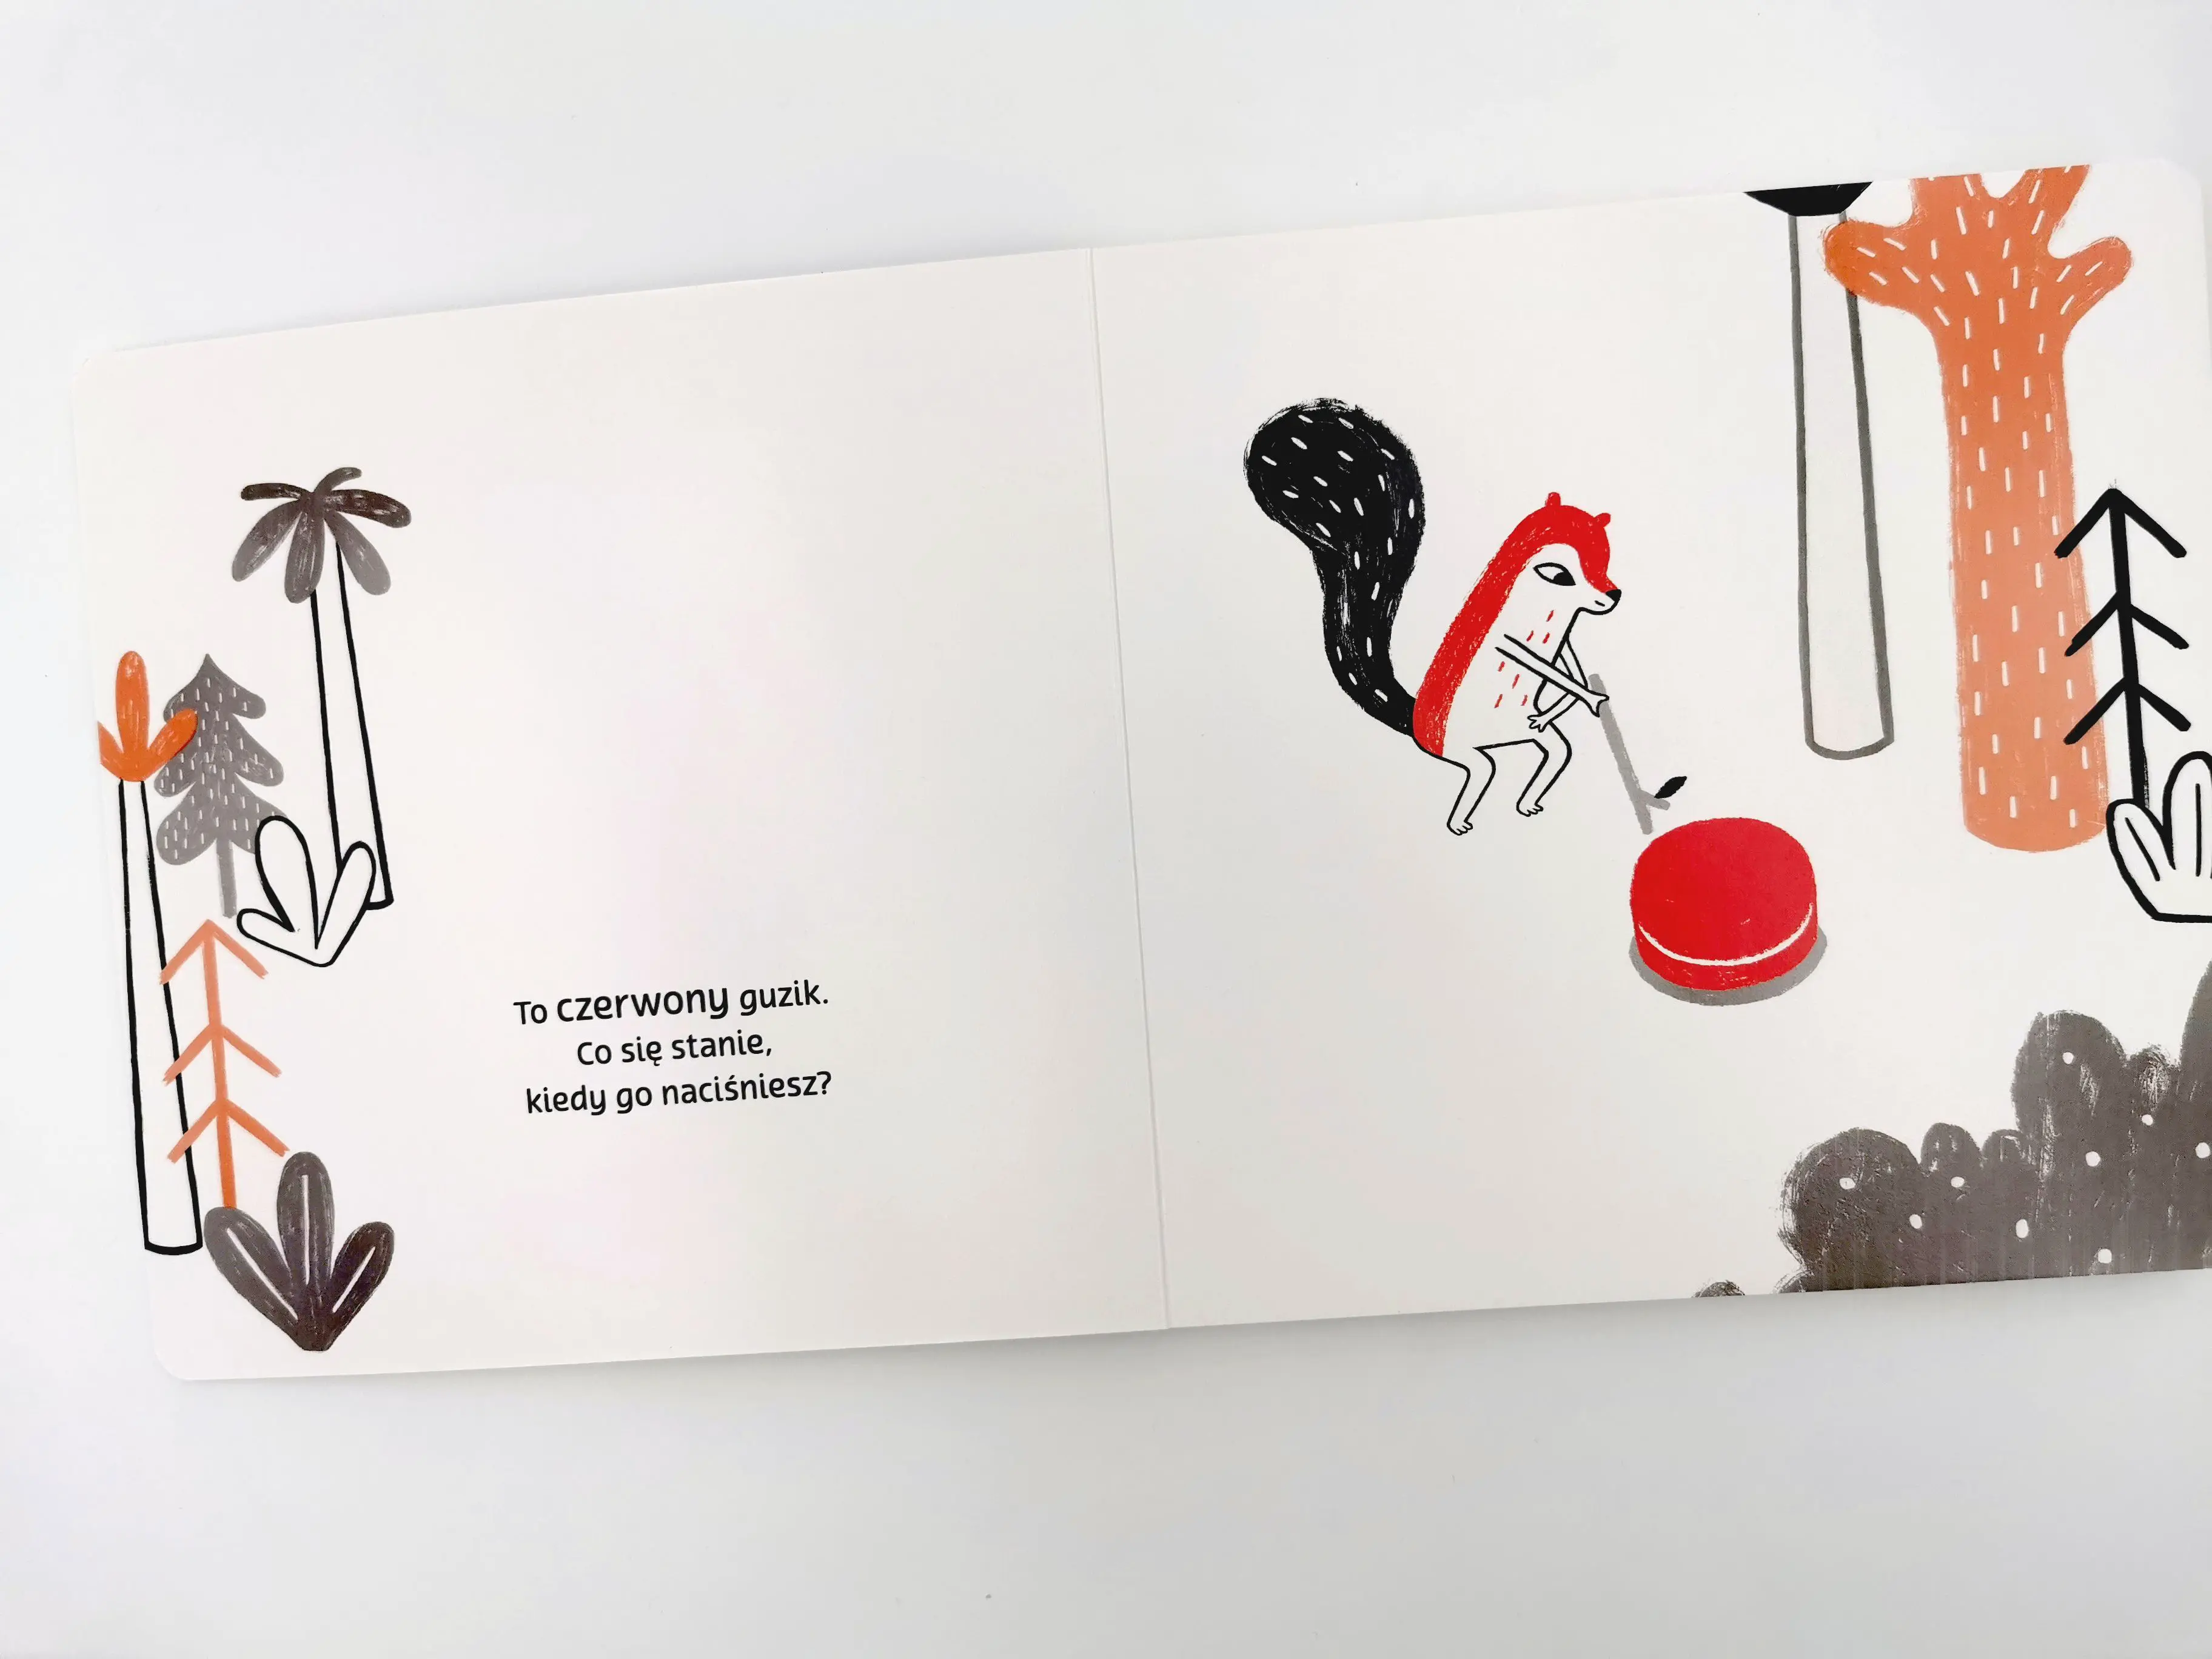 To czerwony guzik.
Co się stanie,
kiedy go naciśniesz?